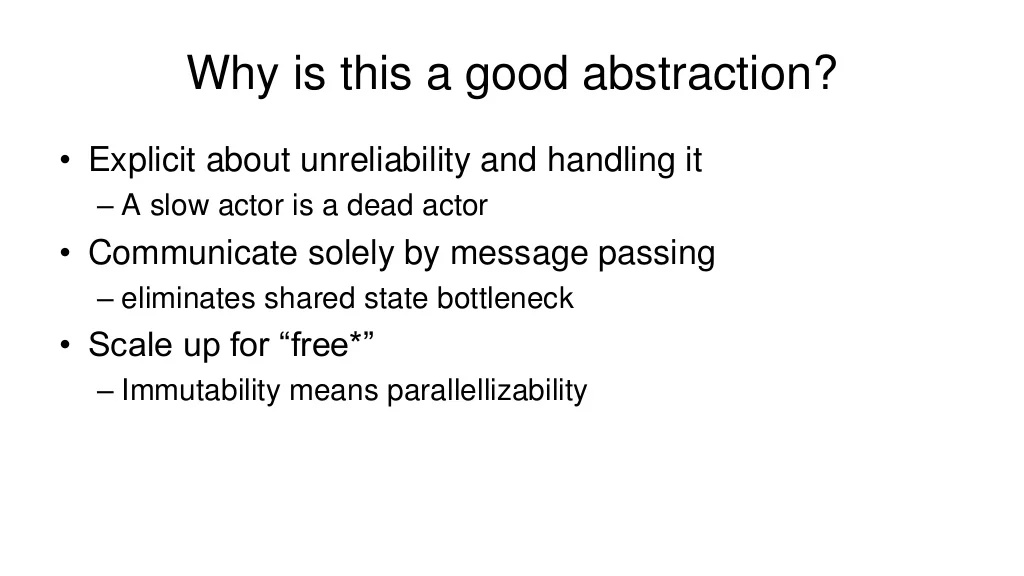 Why is this a good abstraction?
• Explicit about unreliability and handling it
– A slow actor is a dead actor
• Communicate solely by message passing
– eliminates shared state bottleneck
• Scale up for “free*”
– Immutability means parallellizability